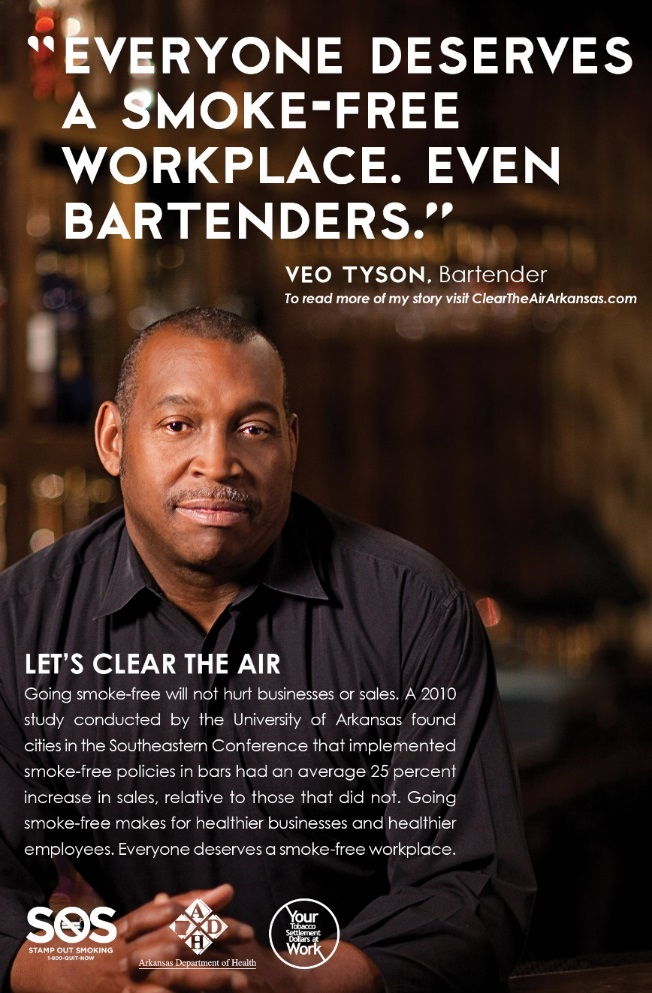 “EVERYONE DESERVES
A SMOKE-FREE
WORKPLACE. EVEN
BARTENDERS.”
VEO TYSON, Bartender
To read more of my story visit ClearTheAirArkansas.com
LET’S CLEAR THE AIR
Going smoke-free will not hurt businesses or sales. A 2010
study conducted by the University of Arkansas found
cities in the Southeastern Conference that implemented
smoke-free policies in bars had an average 25 percent
increase in sales, relative to those that did not. Going
smoke-free makes for healthier businesses and healthier
employees. Everyone deserves a smoke-free workplace.
SOS
STAMP OUT SMOKING
1-800-QUIT-NOW
ADH
Arkansas Department of Health
Your
Tobacco
Settlement
Dollars at
Work